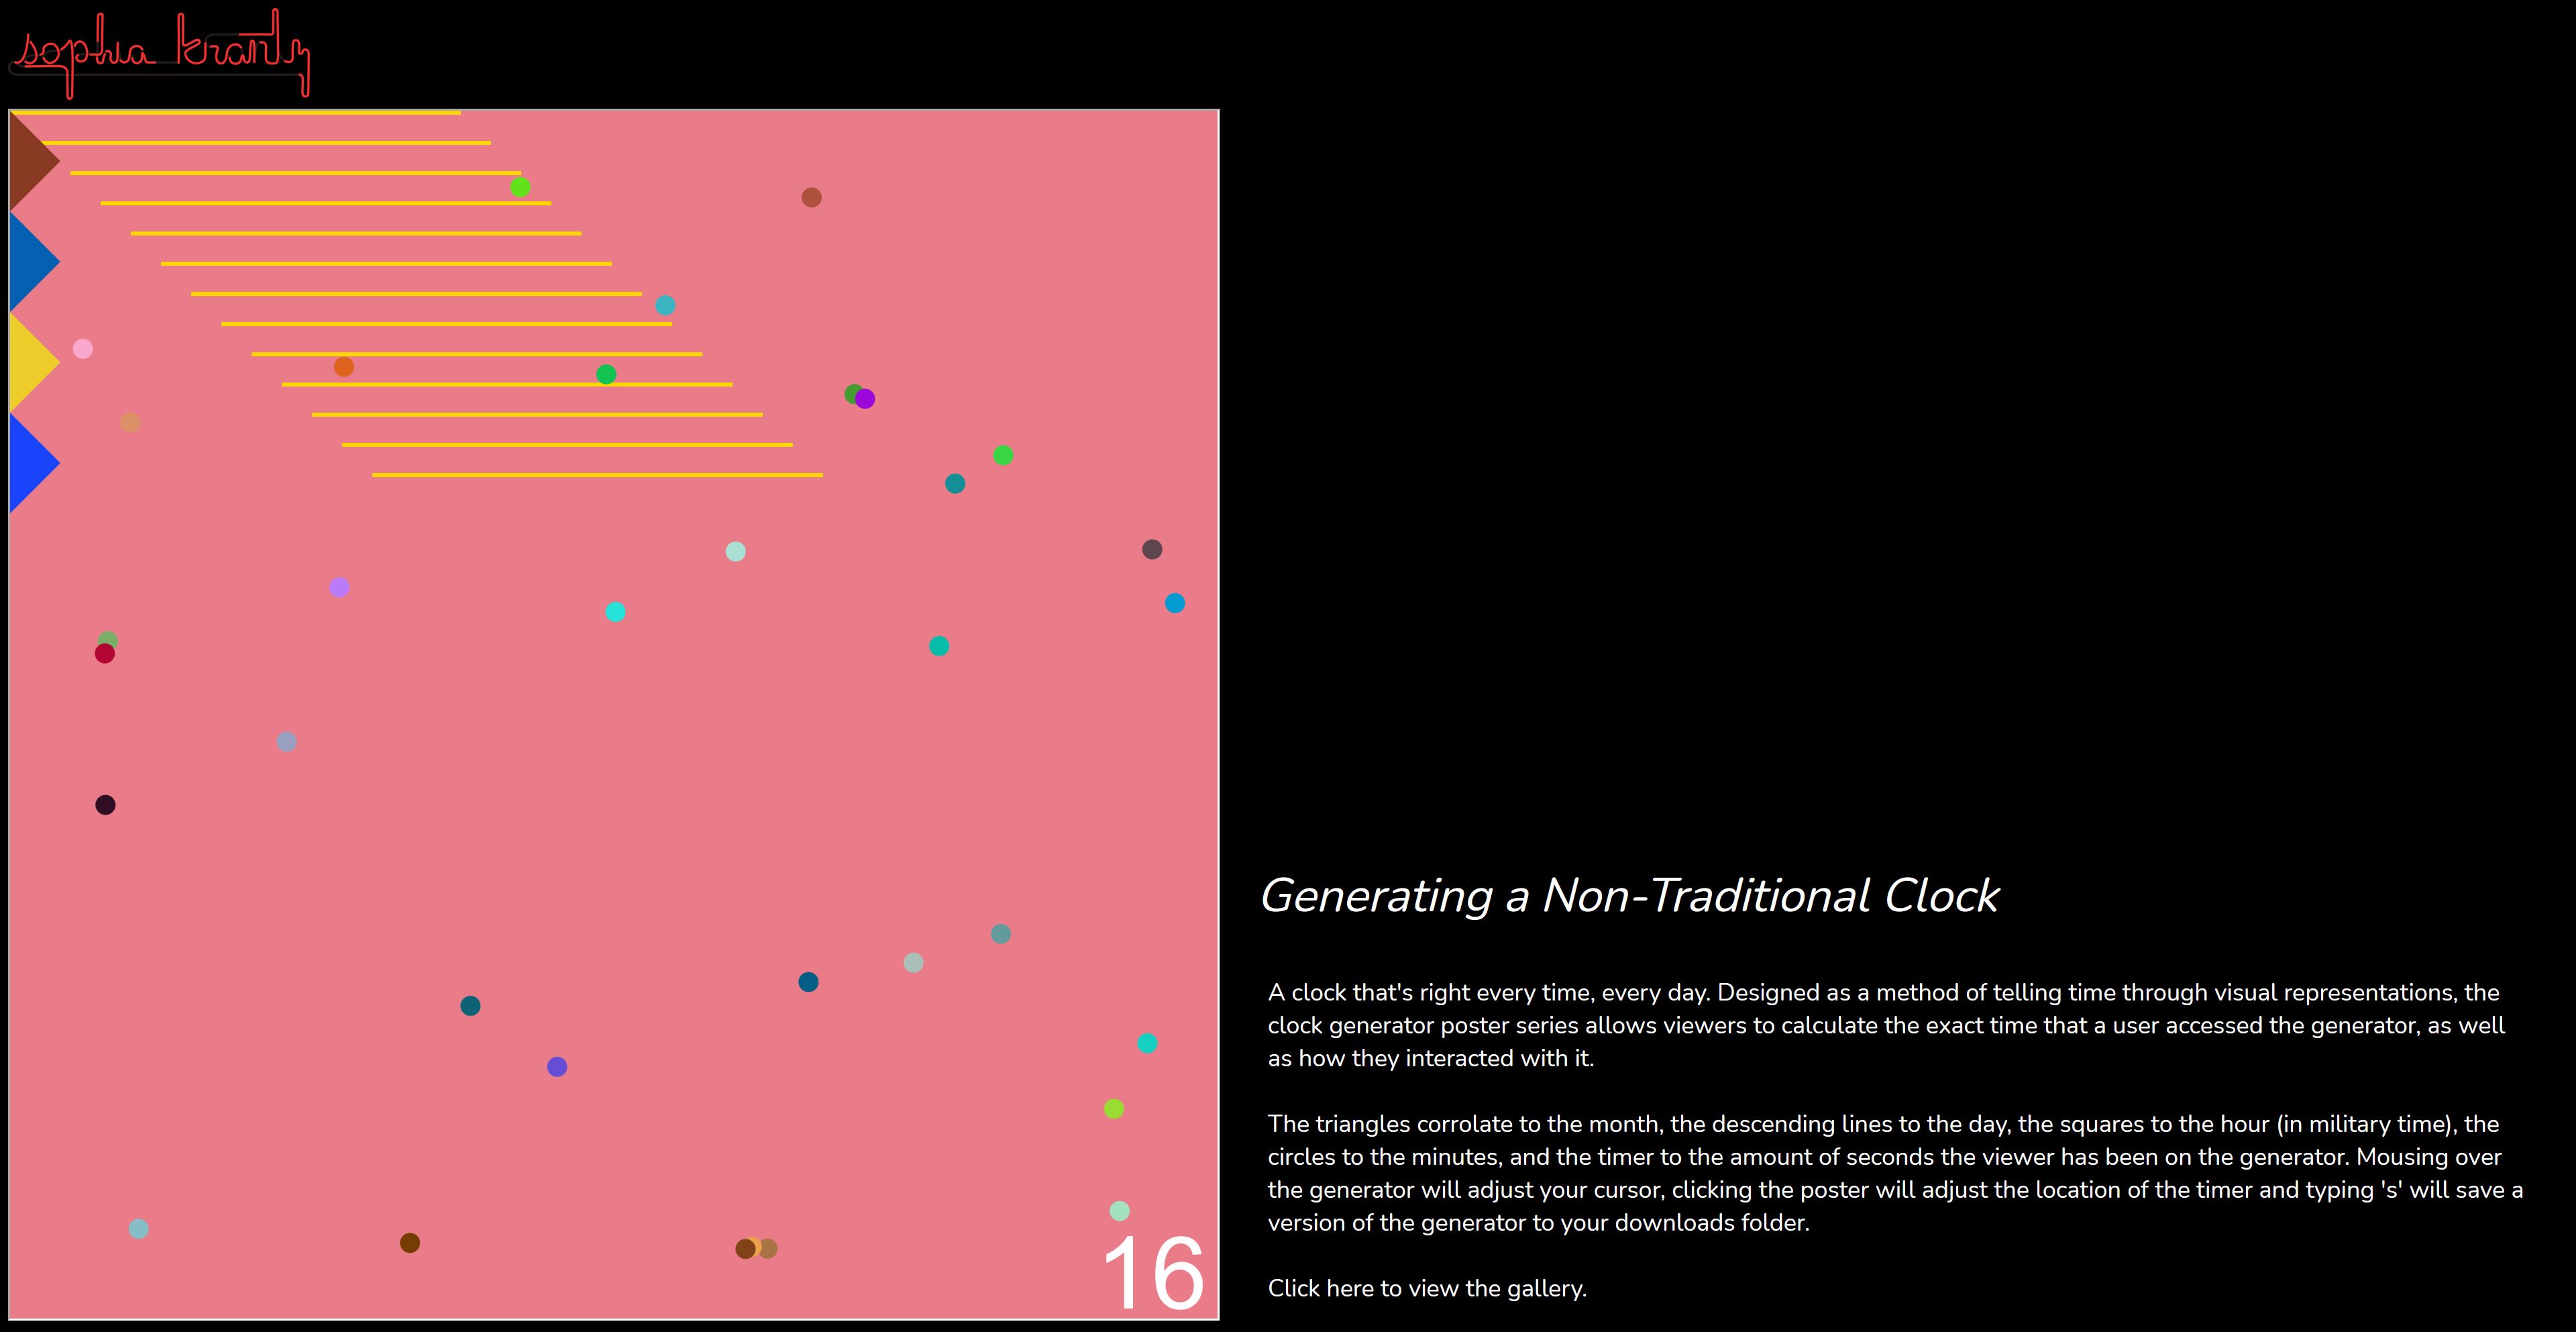 sophia brantly
16
Generating a Non-Traditional Clock
A clock that's right every time, every day. Designed as a method of telling time through visual representations, the
clock generator poster series allows viewers to calculate the exact time that a user accessed the generator, as well
as how they interacted with it.
The triangles corrolate to the month, the descending lines to the day, the squares to the hour (in military time), the
circles to the minutes, and the timer to the amount of seconds the viewer has been on the generator. Mousing over
the generator will adjust your cursor, clicking the poster will adjust the location of the timer and typing 's' will save a
version of the generator to your downloads folder.
Click here to view the gallery.